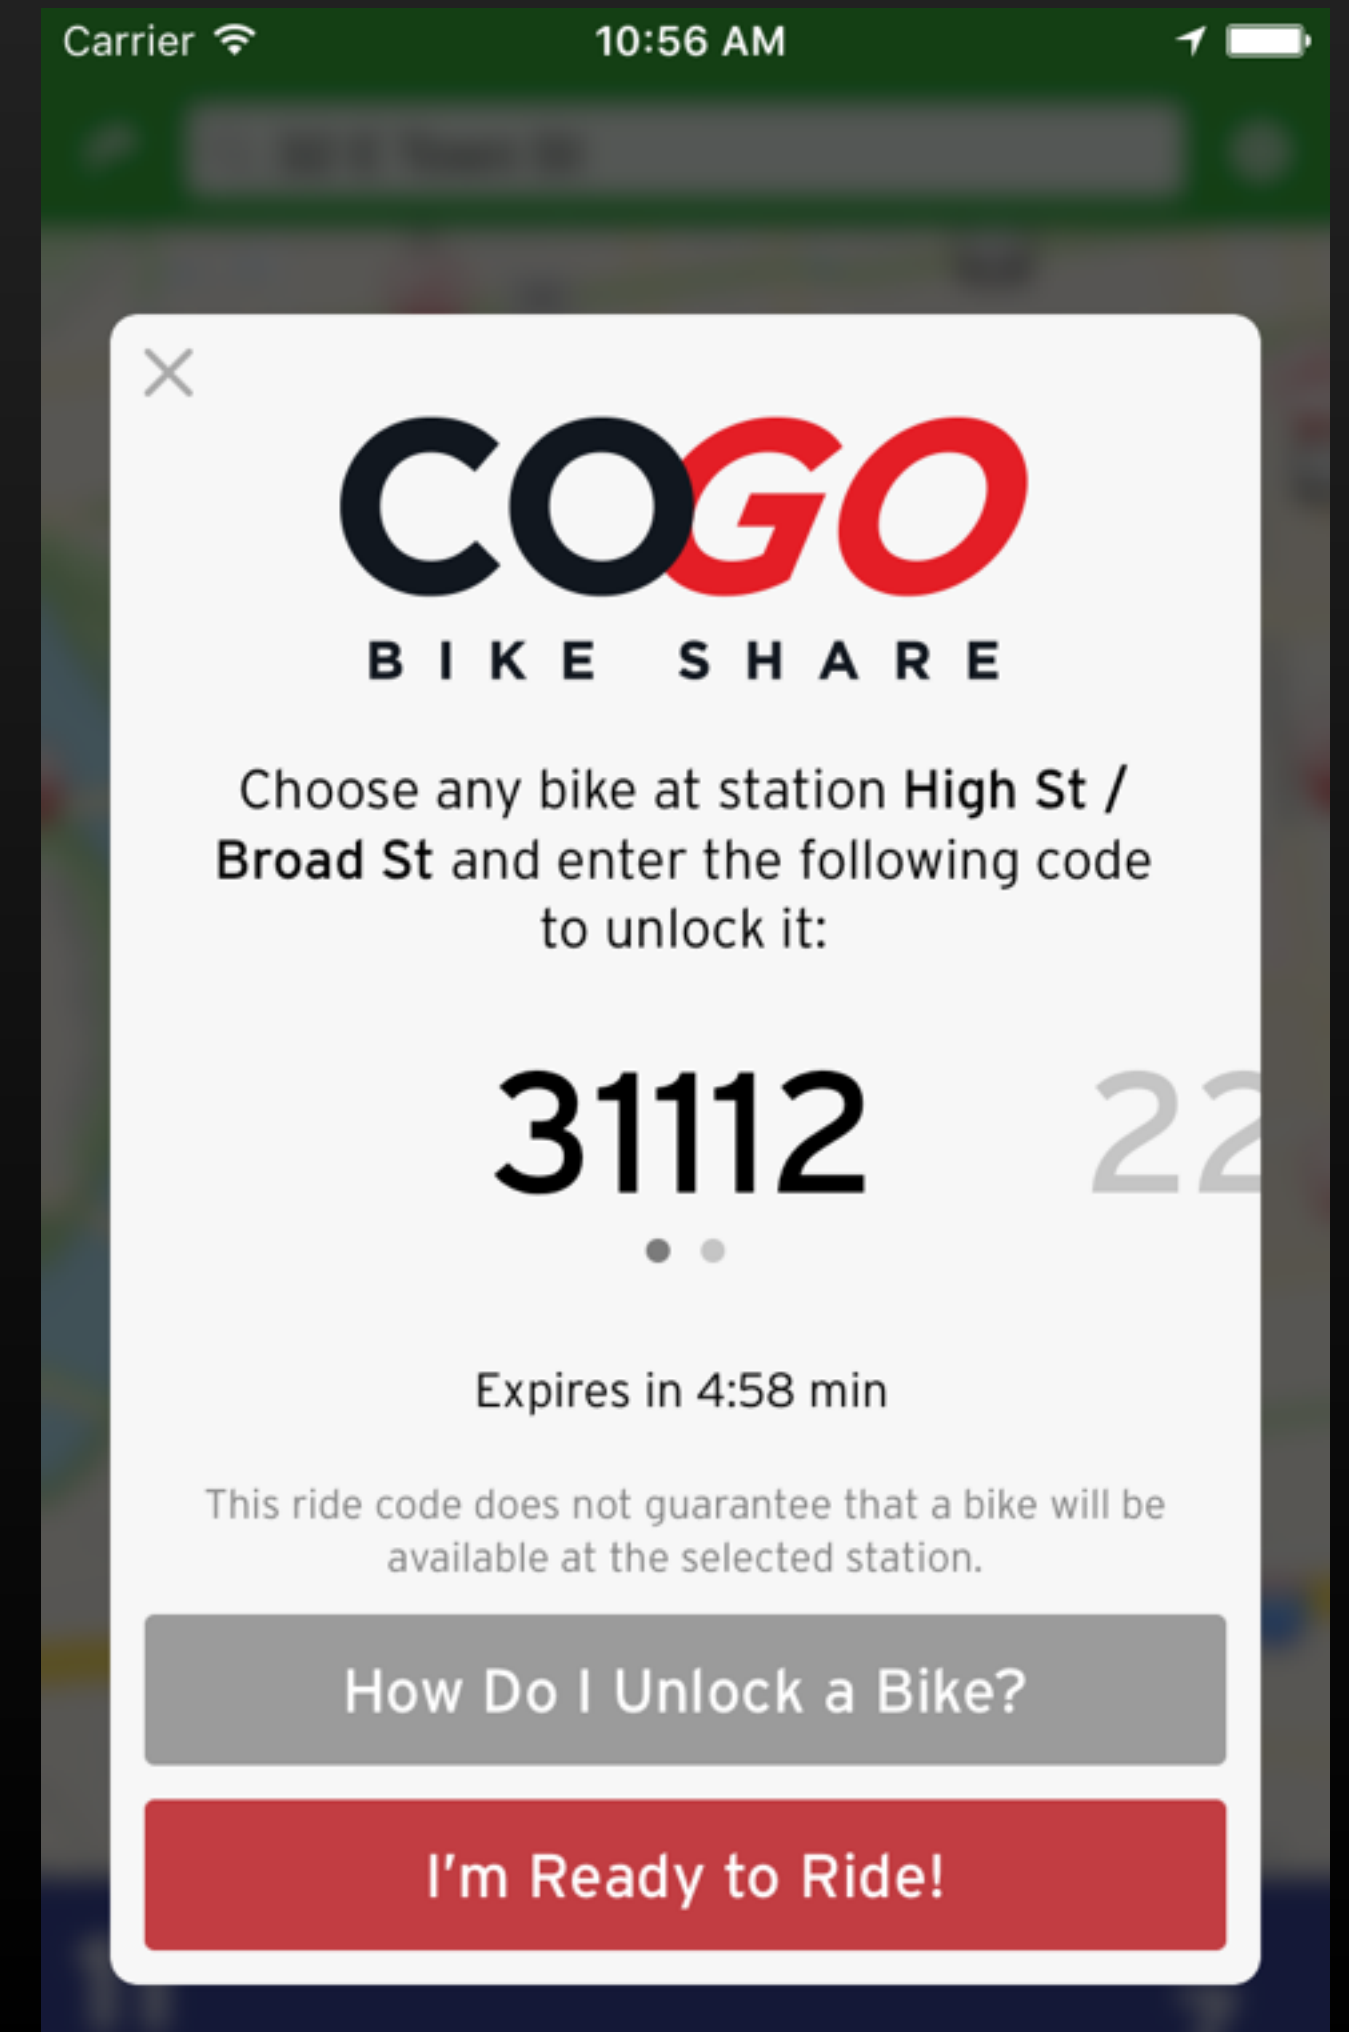 Carrier 10:56 AM
COGO
BIKE SHARE
Choose any bike at station High St /
Broad St and enter the following code
to unlock it:
31112 22
Expires in 4:58 min
This ride code does not guarantee that a bike will be
available at the selected station.
How Do I Unlock a Bike?
I'm Ready to Ride!